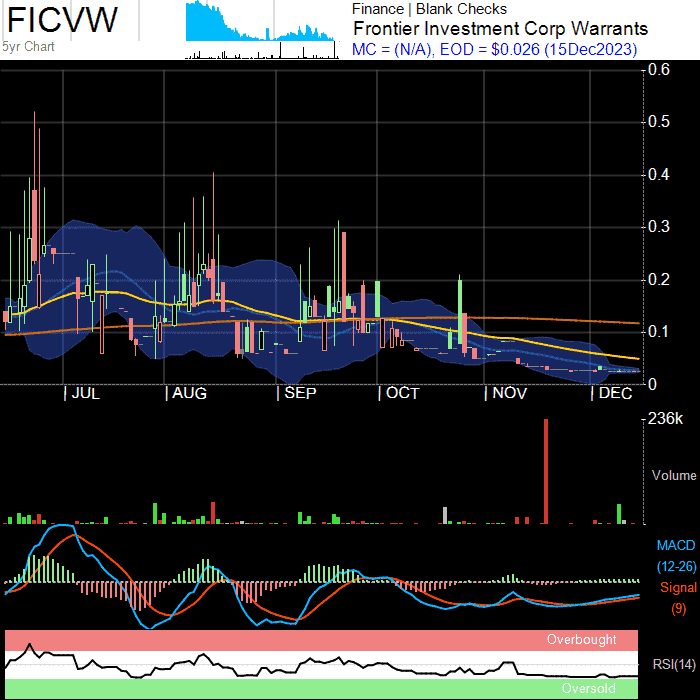 FICVW
5yr Chart
Finance | Blank Checks
Frontier Investment Corp Warrants
MC = (N/A), EOD = $0.026 (15Dec2023)
0.6
0.5
0.4
0.3
0.2
0.1
0
| JUL
| AUG
| SEP
| OCT
| NOV
| DEC
236k
Volume
MACD
(12-26)
Signal
(9)
Overbought
RSI(14)
Oversold